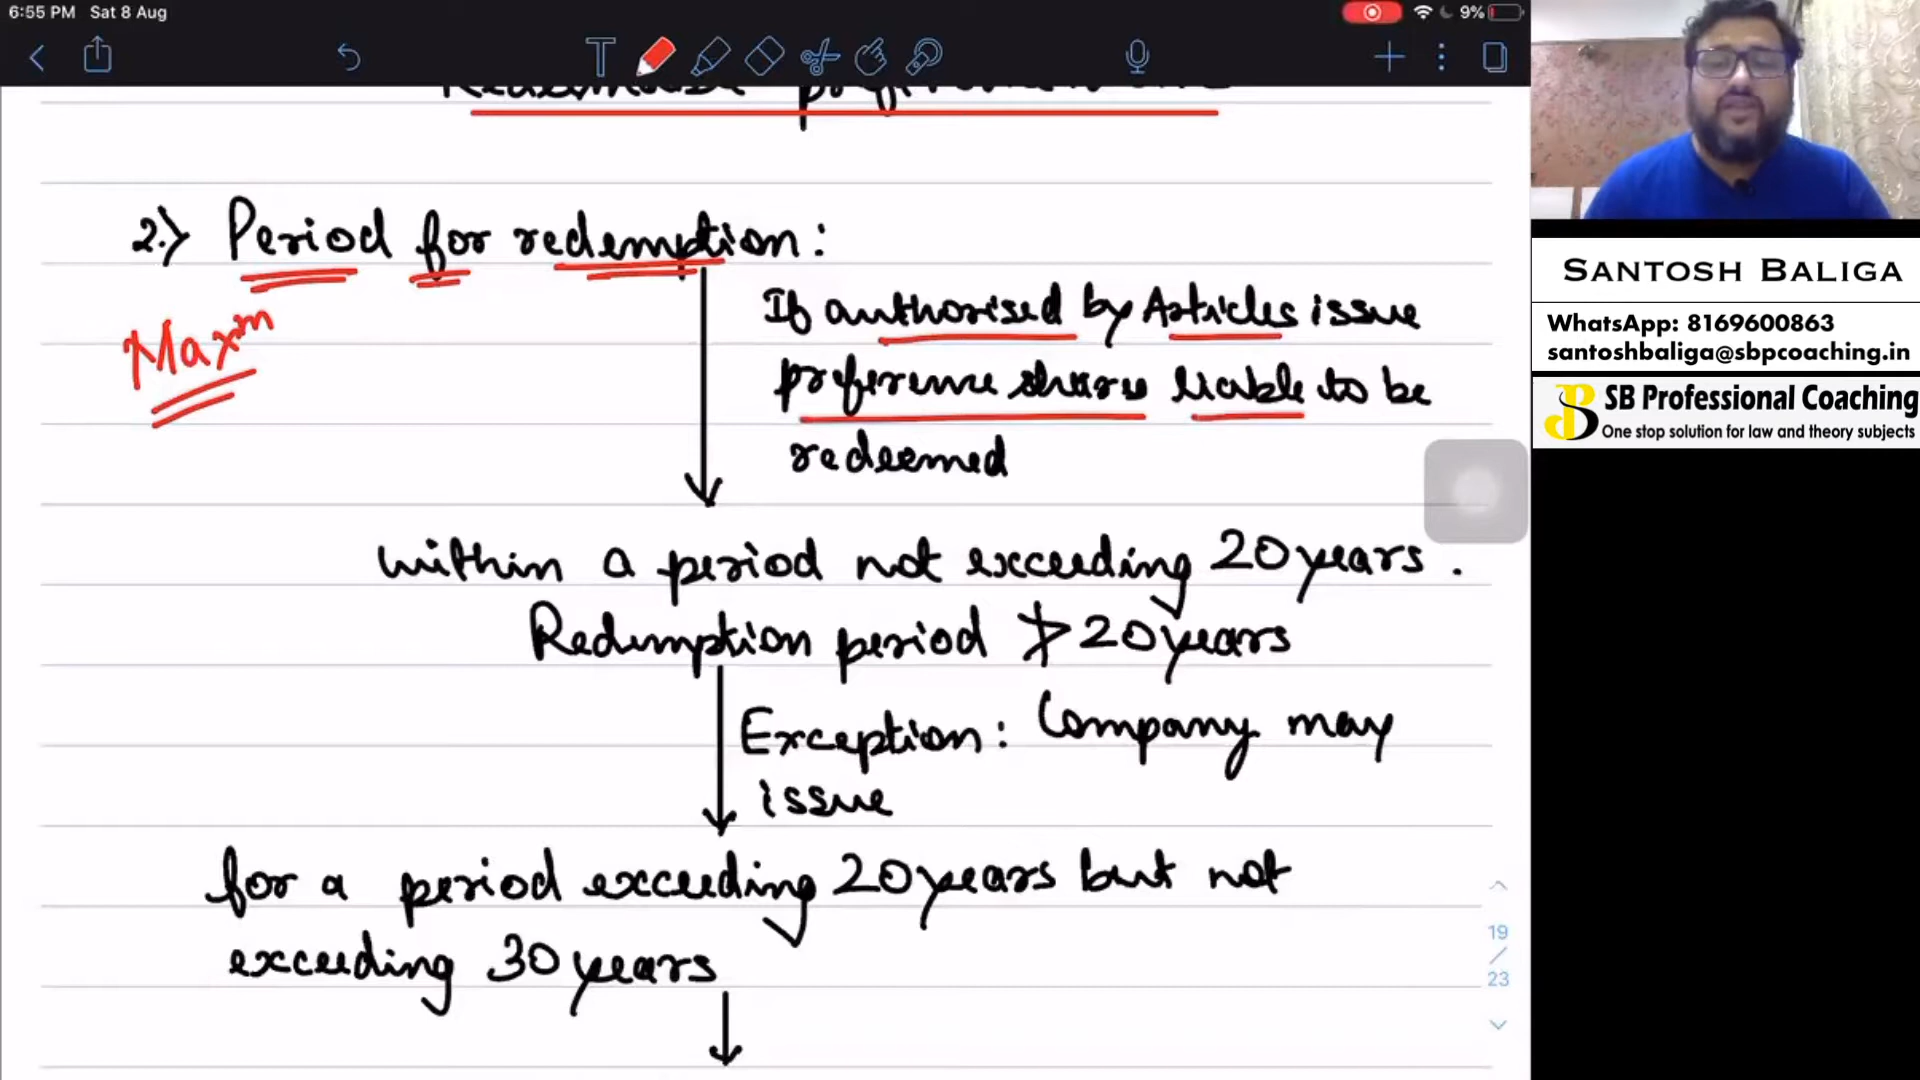 6:55 PM Sat 8 Aug
9%
T
2.) Period for redemption:
Maxm
If authorised by Articles issue
preference shares liable to be
redeemed
within a period not exceeding 20 years.
Redemption period ≯ 20 years
Exception: Company may
issue
for a period exceeding 20 years but not
exceeding 30 years
19
/
23
SANTOSH BALIGA
WhatsApp: 8169600863
santoshbaliga@sbpcoaching.in
SB Professional Coaching
One stop solution for law and theory subjects